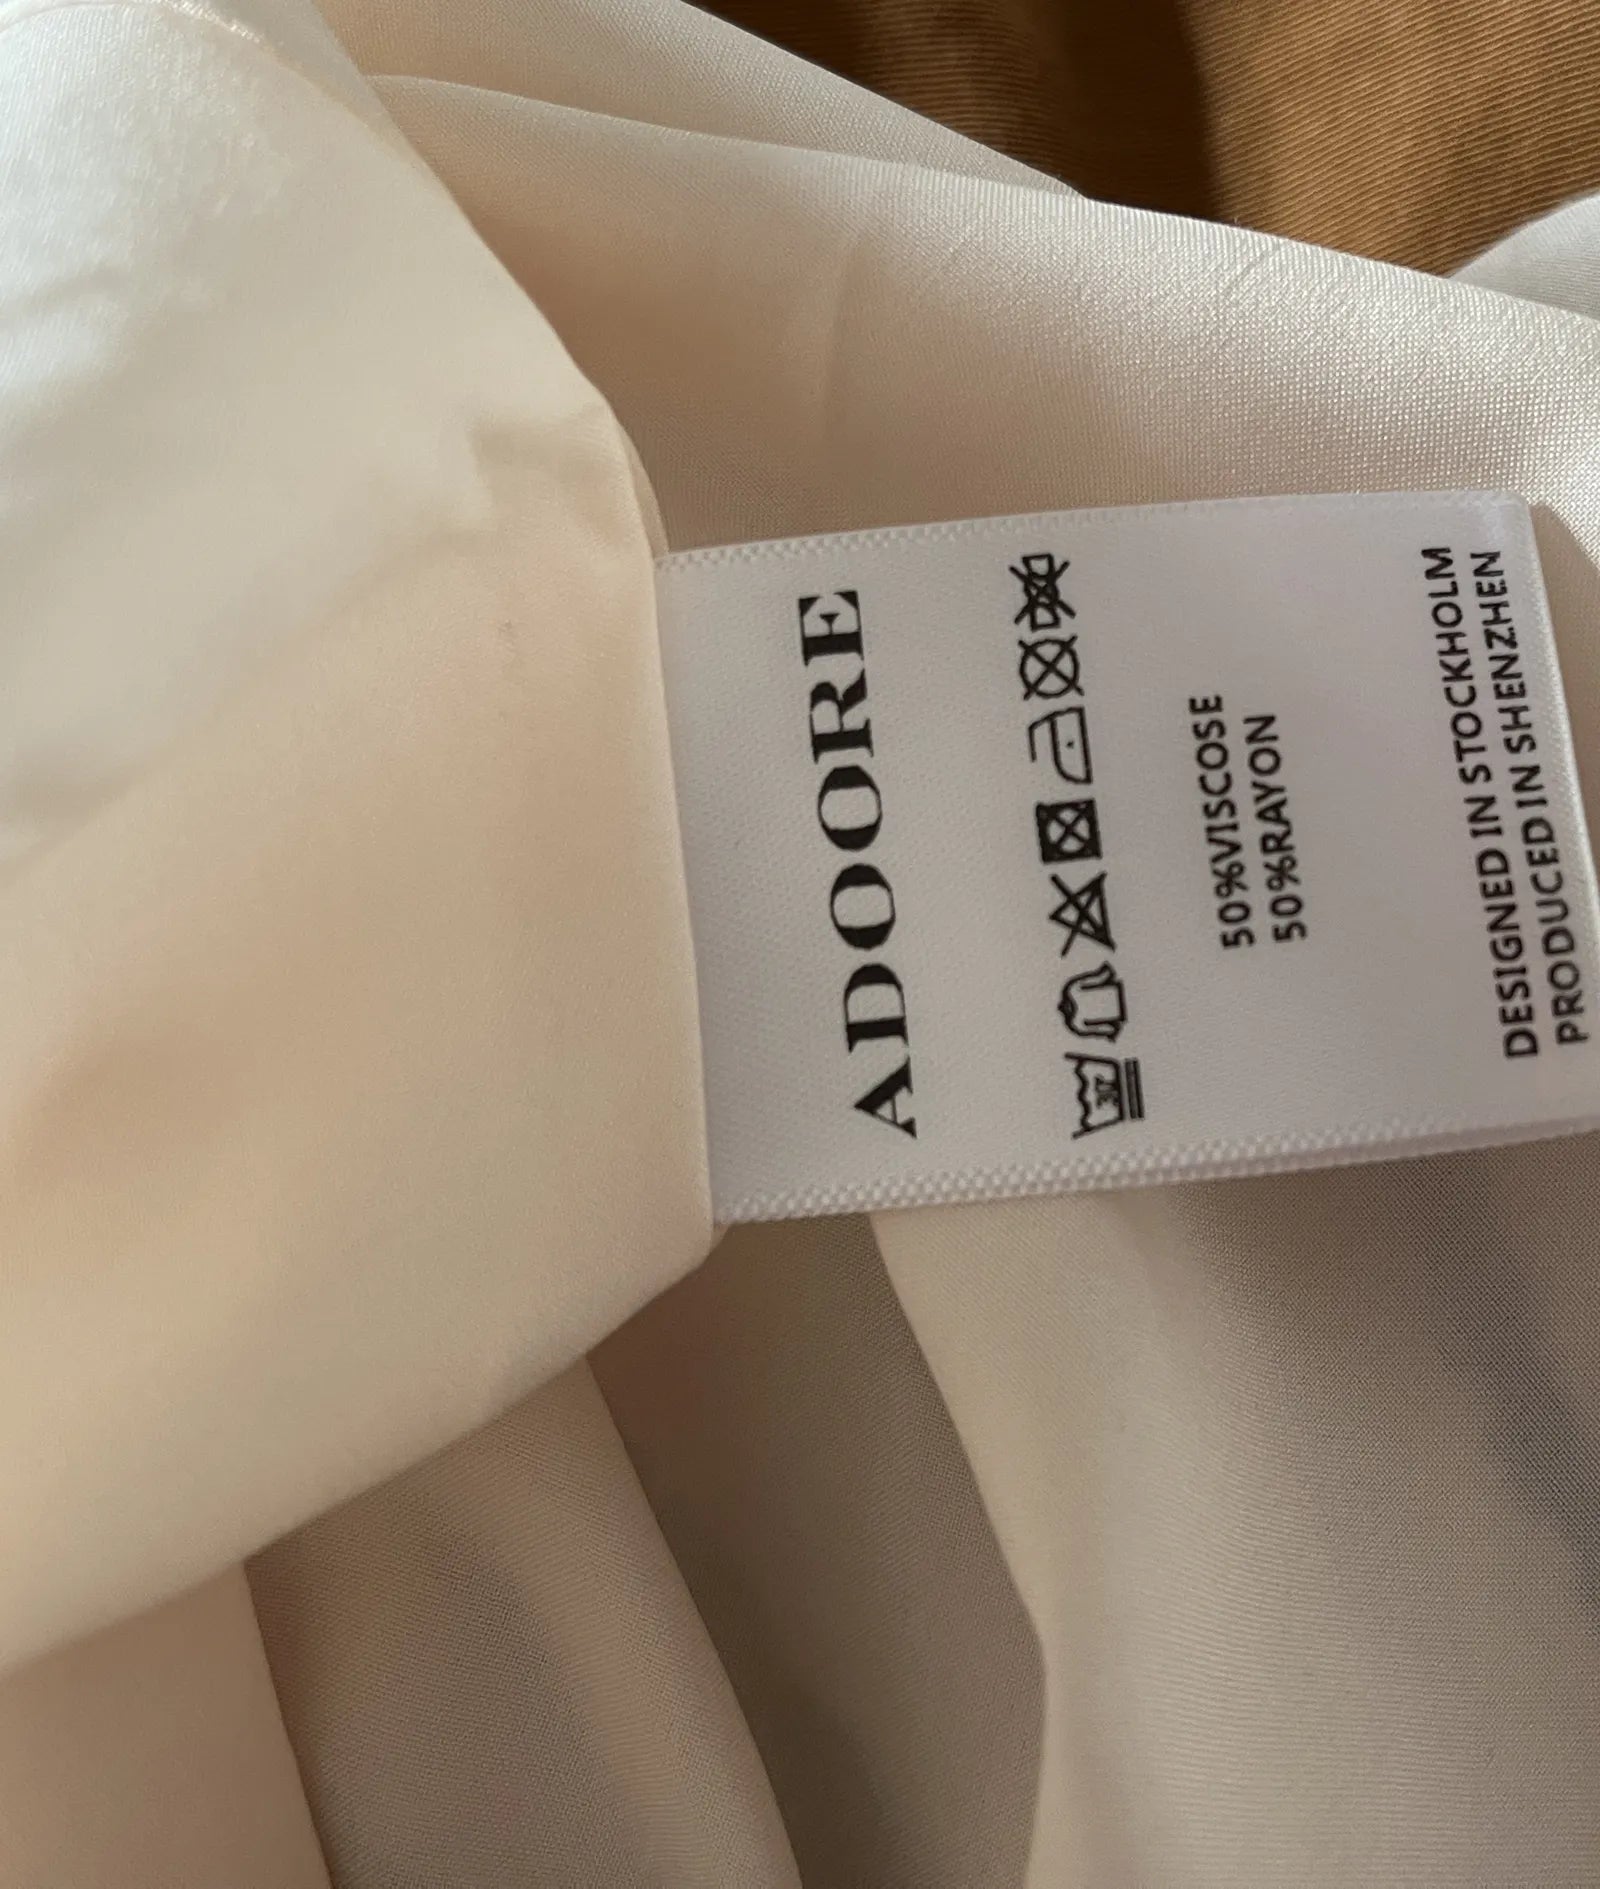 ADOORE
50%VISCOSE
50%RAYON
DESIGNED IN STOCKHOLM
PRODUCED IN SHENZHEN